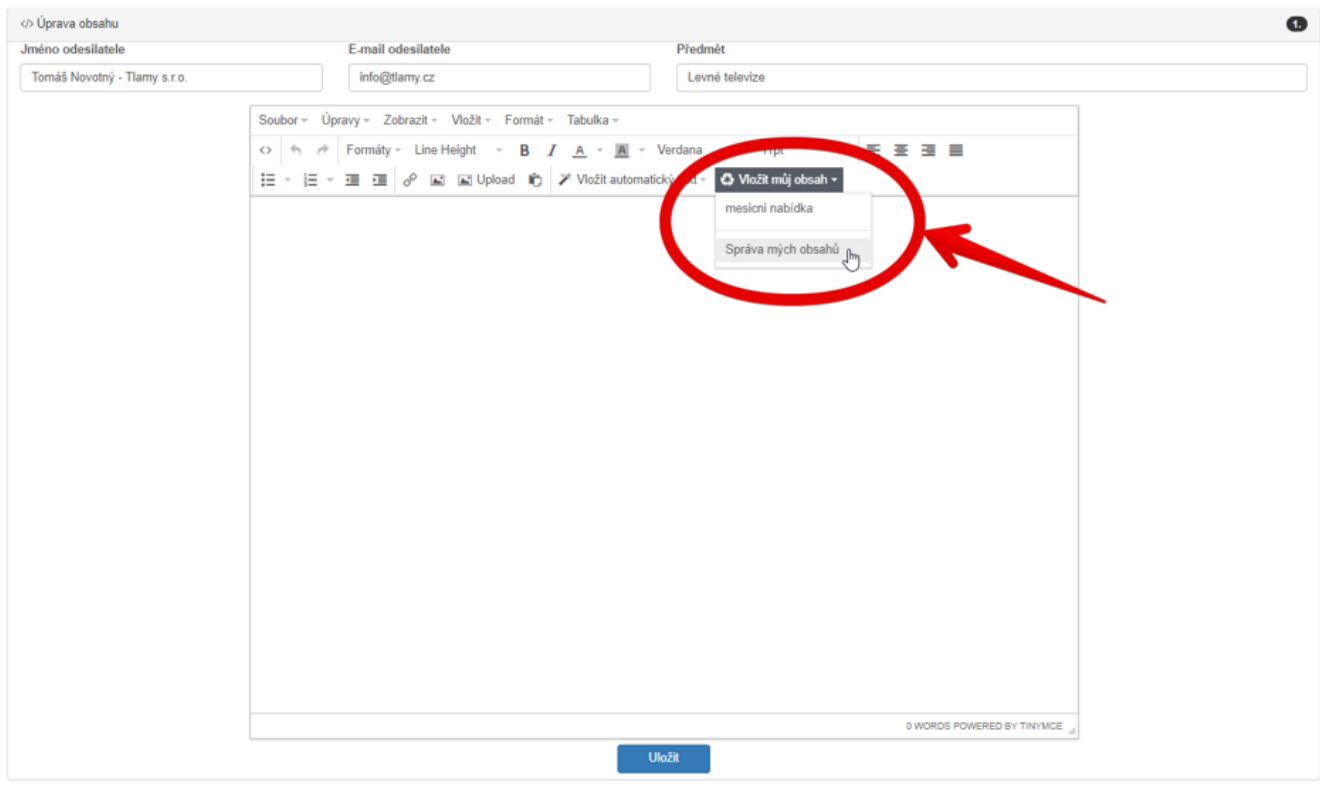 </> Úprava obsahu 1.
Jméno odesilatele E-mail odesilatele Předmět
Tomáš Novotný - Tlamy s.r.o. info@tlamy.cz Levné televize
Soubor Úpravy Zobrazit Vložit Formát Tabulka
Formáty Line Height B I A A Verdana
Upload Vložit automatický Vložit můj obsah
mesicni nabídka
Správa mých obsahů
0 WORDS POWERED BY TINYMCE
Uložit